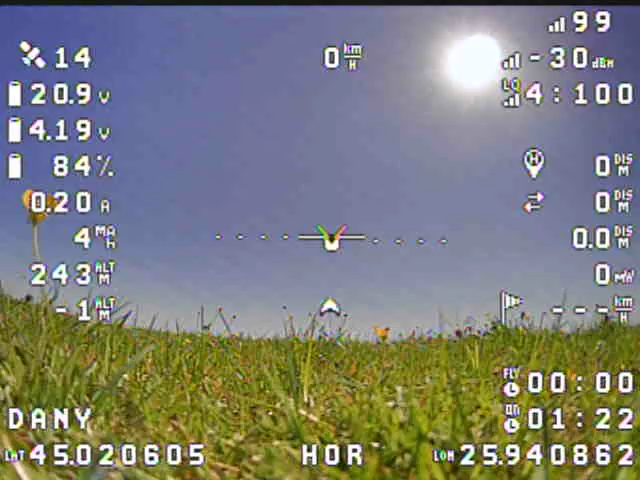 99
14 0 km/H -30 dBm
20.9 V LQ 4:100
4.19 V
84% H 0 DIS M
0.20 A 0 DIS M
4 MAh 0.0 DIS M
243 ALT M 0 mW
-1 ALT M --- km/H
FLY 00:00
DANY ON 01:22
LAT 45.020605 HOR LON 25.940862